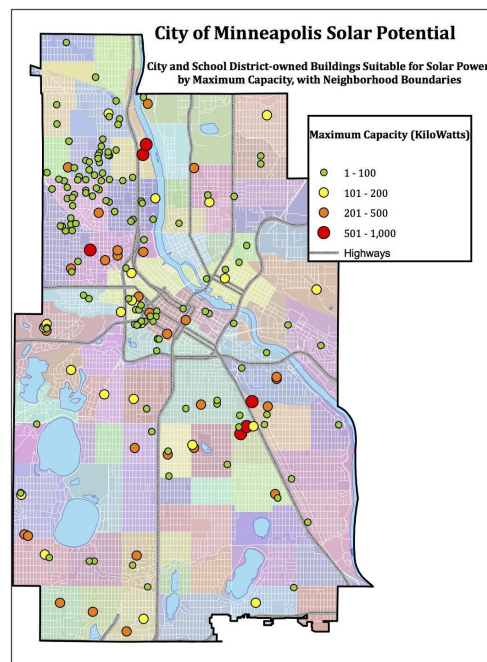 City of Minneapolis Solar Potential
City and School District-owned Buildings Suitable for Solar Power
by Maximum Capacity, with Neighborhood Boundaries
Maximum Capacity (KiloWatts)
1 - 100
101 - 200
201 - 500
501 - 1,000
Highways